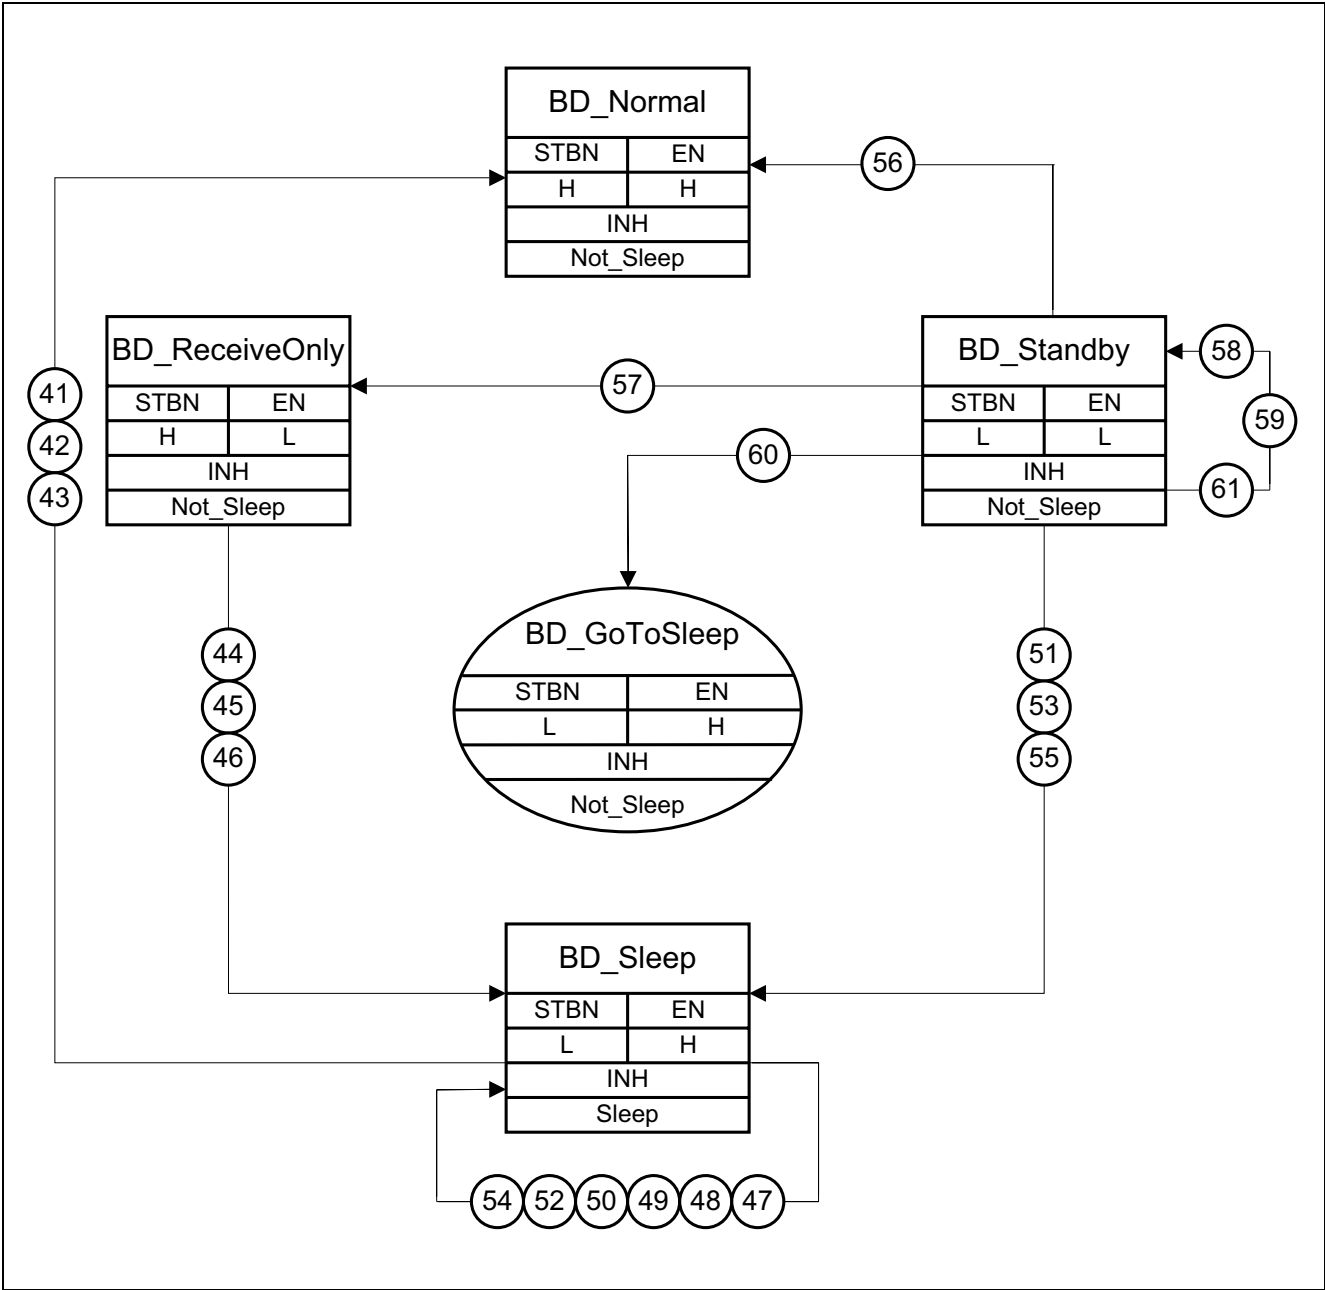 BD_Normal
STBN EN
H H
INH
Not_Sleep
56
BD_ReceiveOnly
STBN EN
H L
INH
Not_Sleep
57
BD_Standby
STBN EN
L L
INH
Not_Sleep
58
59
61
41
42
43
60
44
45
46
BD_GoToSleep
STBN EN
L H
INH
Not_Sleep
51
53
55
BD_Sleep
STBN EN
L H
INH
Sleep
54 52 50 49 48 47